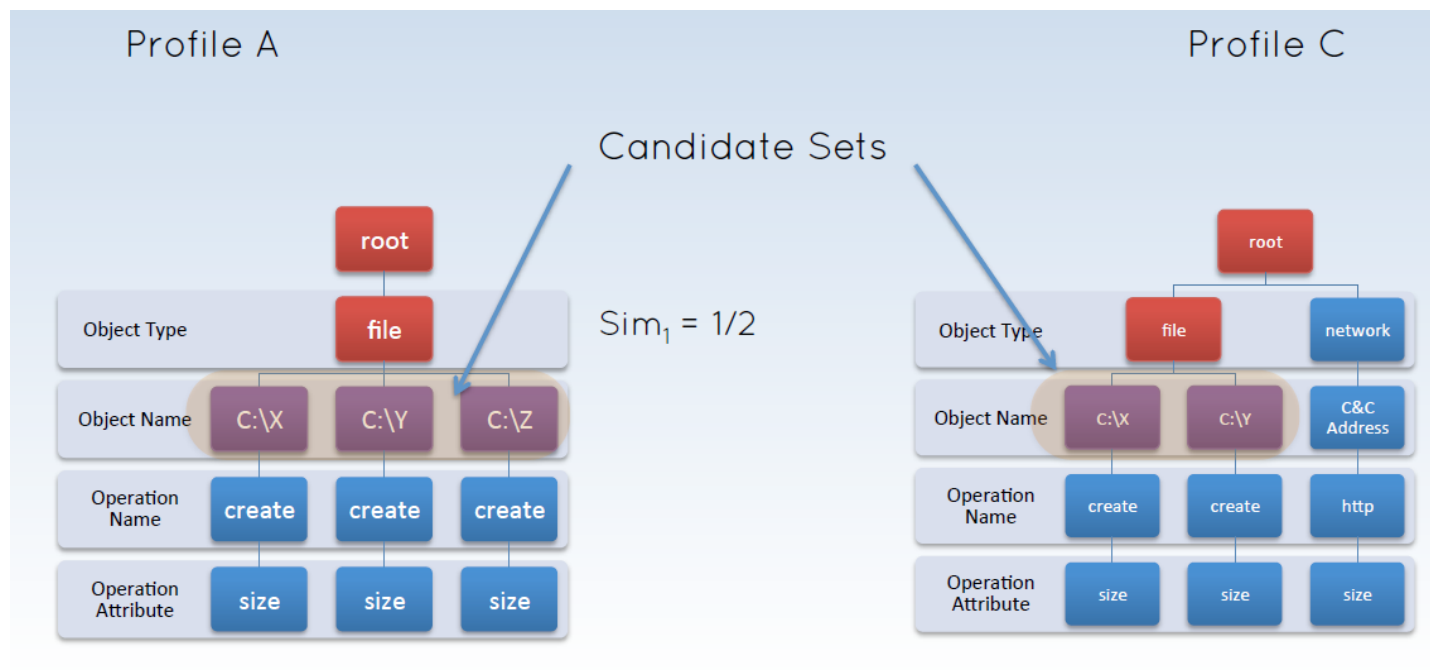 Profile A
Profile C
Candidate Sets
Sim1 = 1/2
root
Object Type
file
Object Name
C:\X
C:\Y
C:\Z
Operation
Name
create
create
create
Operation
Attribute
size
size
size
root
Object Type
file
network
Object Name
C:\X
C:\Y
C&C
Address
Operation
Name
create
create
http
Operation
Attribute
size
size
size